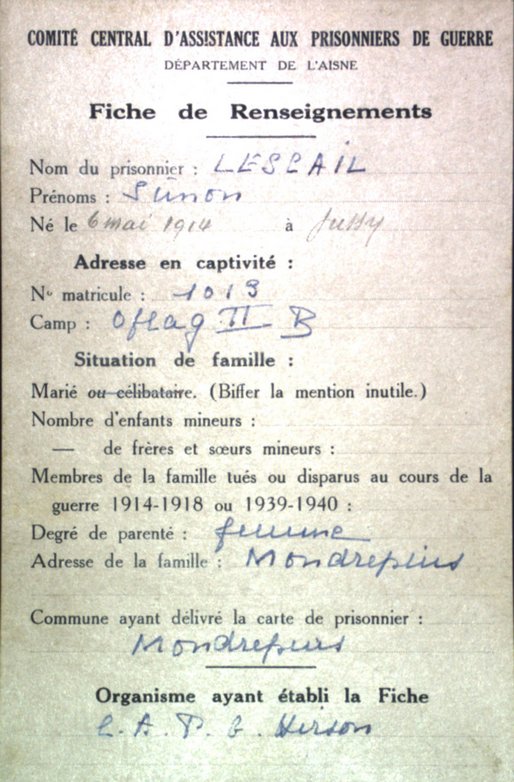 COMITÉ CENTRAL D'ASSISTANCE AUX PRISONNIERS DE GUERRE
DÉPARTEMENT DE L'AISNE
Fiche de Renseignements
Nom du prisonnier : LESCAIL
Prénoms : Simon
Né le 6 mai 1914 à Jussy
Adresse en captivité :
No matricule : 1013
Camp : Oflag II B
Situation de famille :
Marié ou célibataire. (Biffer la mention inutile.)
Nombre d'enfants mineurs :
— de frères et sœurs mineurs :
Membres de la famille tués ou disparus au cours de la
guerre 1914-1918 ou 1939-1940 :
Degré de parenté : femme
Adresse de la famille : Mondrepuis
Commune ayant délivré la carte de prisonnier :
Mondrepuis
Organisme ayant établi la Fiche
C. A. P. G. Hirson